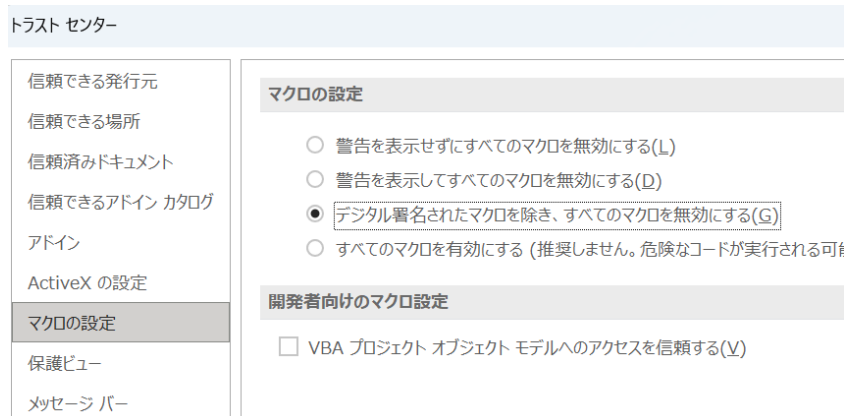 トラスト センター
信頼できる発行元
信頼できる場所
信頼済みドキュメント
信頼できるアドイン カタログ
アドイン
ActiveX の設定
マクロの設定
保護ビュー
メッセージ バー
マクロの設定
警告を表示せずにすべてのマクロを無効にする(L)
警告を表示してすべてのマクロを無効にする(D)
デジタル署名されたマクロを除き、すべてのマクロを無効にする(G)
すべてのマクロを有効にする (推奨しません。危険なコードが実行される可
開発者向けのマクロ設定
VBA プロジェクト オブジェクト モデルへのアクセスを信頼する(V)